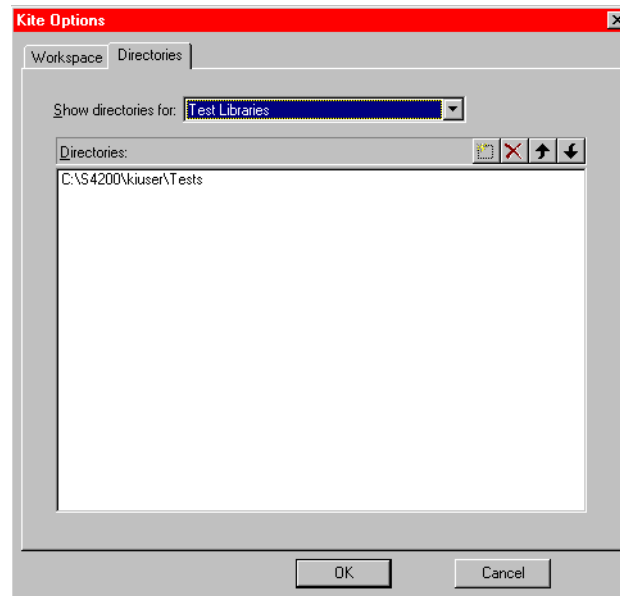 Kite Options
Workspace Directories
Show directories for: Test Libraries
Directories:
C:\S4200\kiuser\Tests
OK Cancel